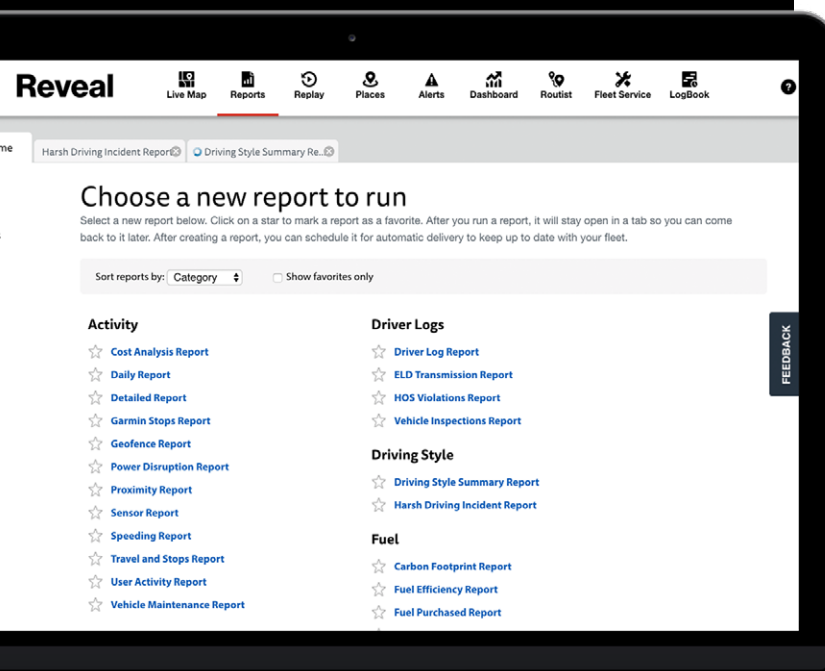 Reveal
Live Map
Reports
Replay
Places
Alerts
Dashboard
Routist
Fleet Service
LogBook
?
me
Harsh Driving Incident Report
Driving Style Summary Re..
Choose a new report to run
Select a new report below. Click on a star to mark a report as a favorite. After you run a report, it will stay open in a tab so you can come
back to it later. After creating a report, you can schedule it for automatic delivery to keep up to date with your fleet.
Sort reports by: Category
Show favorites only
Activity
Cost Analysis Report
Daily Report
Detailed Report
Garmin Stops Report
Geofence Report
Power Disruption Report
Proximity Report
Sensor Report
Speeding Report
Travel and Stops Report
User Activity Report
Vehicle Maintenance Report
Driver Logs
Driver Log Report
ELD Transmission Report
HOS Violations Report
Vehicle Inspections Report
Driving Style
Driving Style Summary Report
Harsh Driving Incident Report
Fuel
Carbon Footprint Report
Fuel Efficiency Report
Fuel Purchased Report
FEEDBACK